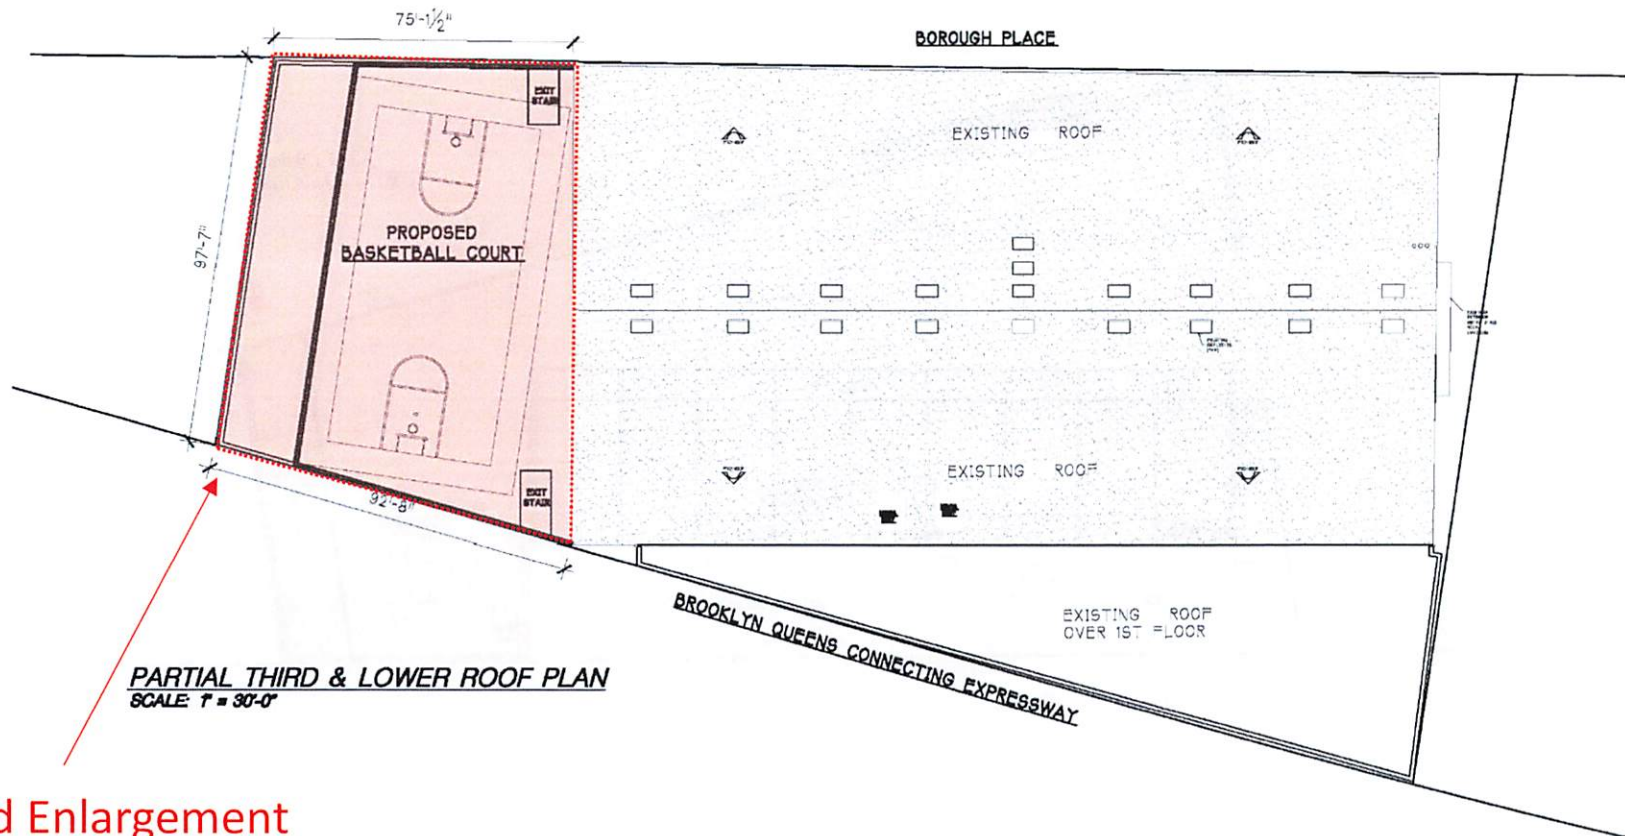 75'-1½"
BOROUGH PLACE
EXIT
STAIR
EXISTING ROOF
97'-7"
PROPOSED
BASKETBALL COURT
EXISTING ROOF
EXIT
STAIR
92'-8"
BROOKLYN QUEENS CONNECTING EXPRESSWAY
EXISTING ROOF
OVER 1ST FLOOR
PARTIAL THIRD & LOWER ROOF PLAN
SCALE: 1" = 30'-0"
d Enlargement